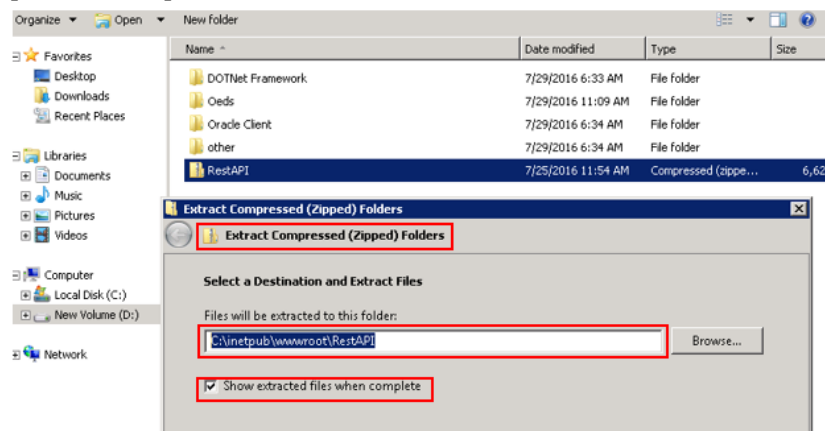 Organize ▼ Open ▼ New folder
Name Date modified Type Size
Favorites
Desktop
Downloads
Recent Places
Libraries
Documents
Music
Pictures
Videos
Computer
Local Disk (C:)
New Volume (D:)
Network
DOTNet Framework 7/29/2016 6:33 AM File folder
Oeds 7/29/2016 11:09 AM File folder
Oracle Client 7/29/2016 6:34 AM File folder
other 7/29/2016 6:34 AM File folder
RestAPI 7/25/2016 11:54 AM Compressed (zippe... 6,62
Extract Compressed (Zipped) Folders
Extract Compressed (Zipped) Folders
Select a Destination and Extract Files
Files will be extracted to this folder:
C:\inetpub\wwwroot\RestAPI Browse...
Show extracted files when complete